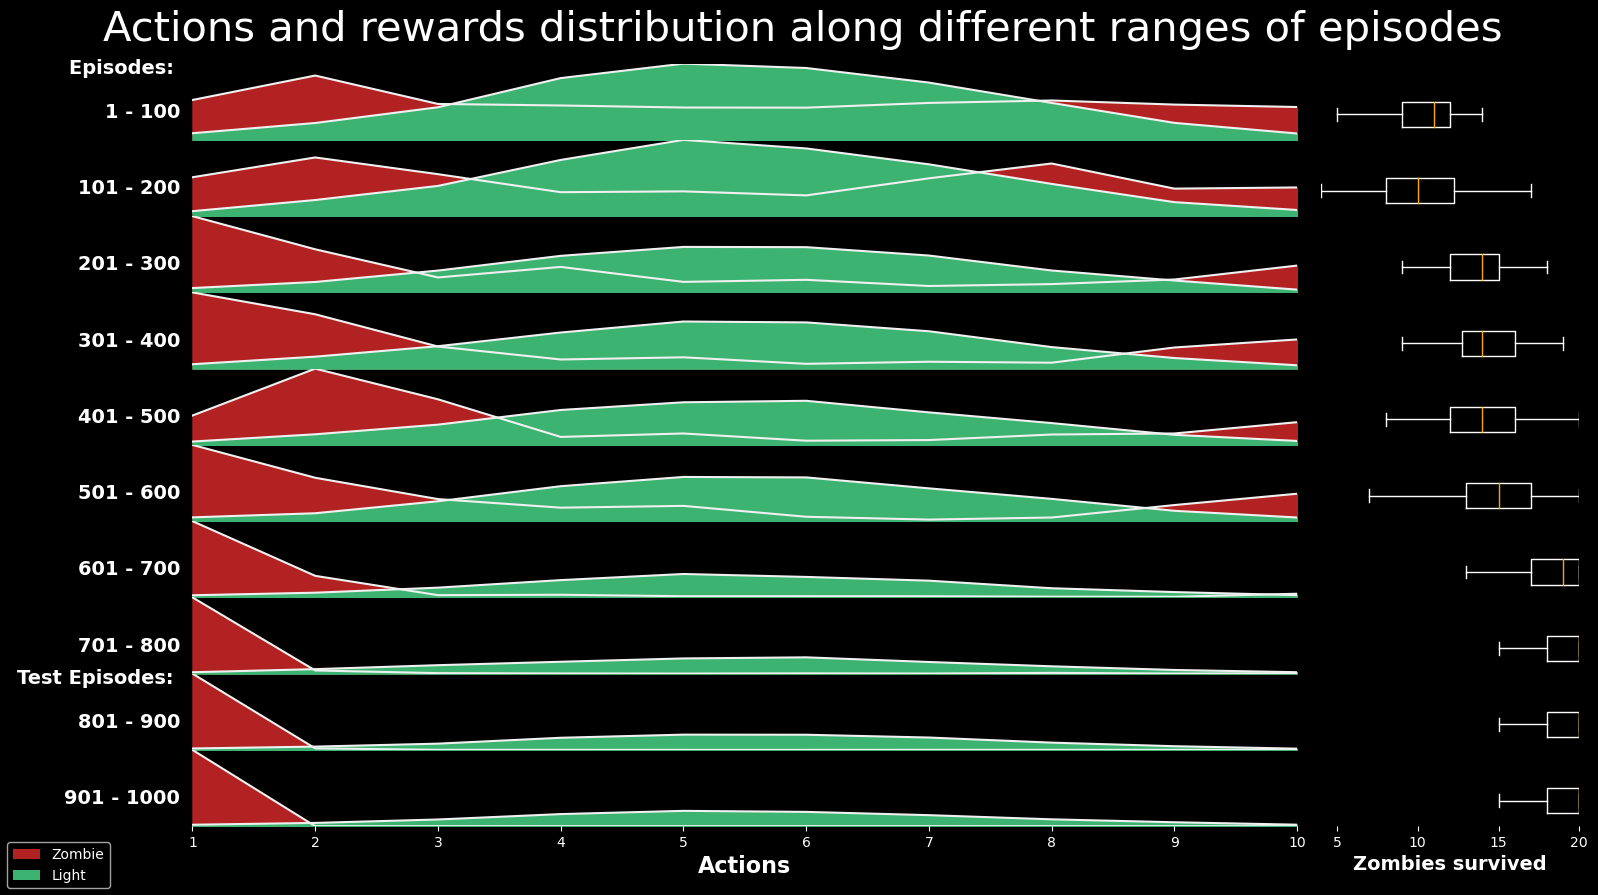 Actions and rewards distribution along different ranges of episodes
Episodes:
1 - 100
101 - 200
201 - 300
301 - 400
401 - 500
501 - 600
601 - 700
701 - 800
Test Episodes:
801 - 900
901 - 1000
1 2 3 4 5 6 7 8 9 10
5 10 15 20
Actions
Zombies survived
Zombie
Light